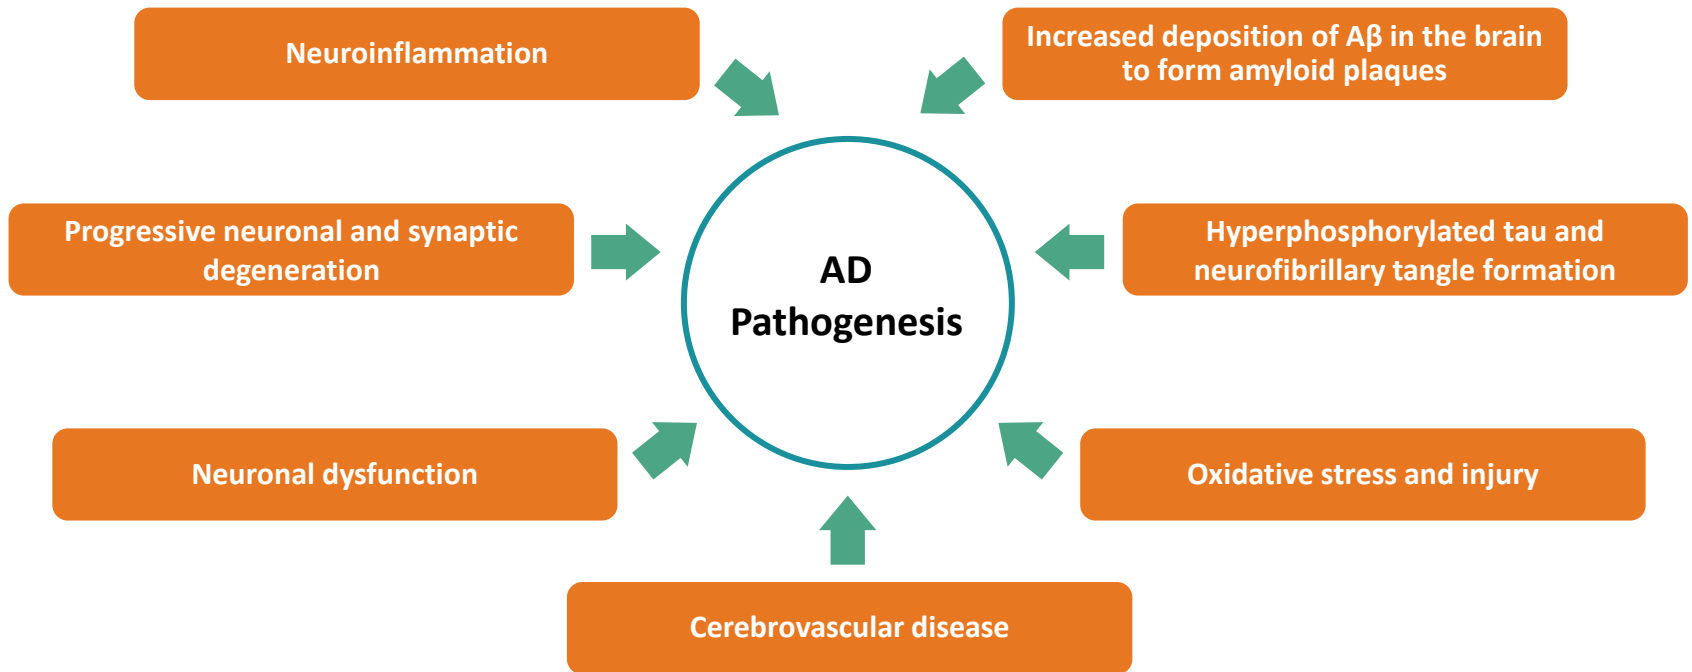 Neuroinflammation
Increased deposition of Aβ in the brain
to form amyloid plaques
Progressive neuronal and synaptic
degeneration
AD
Pathogenesis
Hyperphosphorylated tau and
neurofibrillary tangle formation
Neuronal dysfunction
Oxidative stress and injury
Cerebrovascular disease